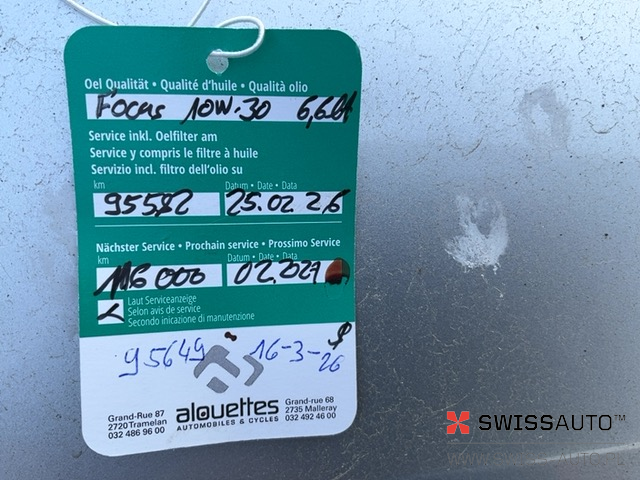 Oel Qualität • Qualité d'huile • Qualità olio
Focus 10W-30 6,6 lt
Service inkl. Oelfilter am
Service y compris le filtre à huile
Servizio incl. filtro dell'olio su
km Datum • Date • Data
95582 25.02 26
Nächster Service • Prochain service • Prossimo Service
km Datum • Date • Data
116 000 02.2027
Laut Serviceanzeige
Selon avis de service
Secondo inicazione di manutenzione
95649 16-3-26
alouettes
AUTOMOBILES & CYCLES
Grand-Rue 87
2720 Tramelan
032 486 96 00
Grand-rue 68
2735 Malleray
032 492 46 00
SWISSAUTO™